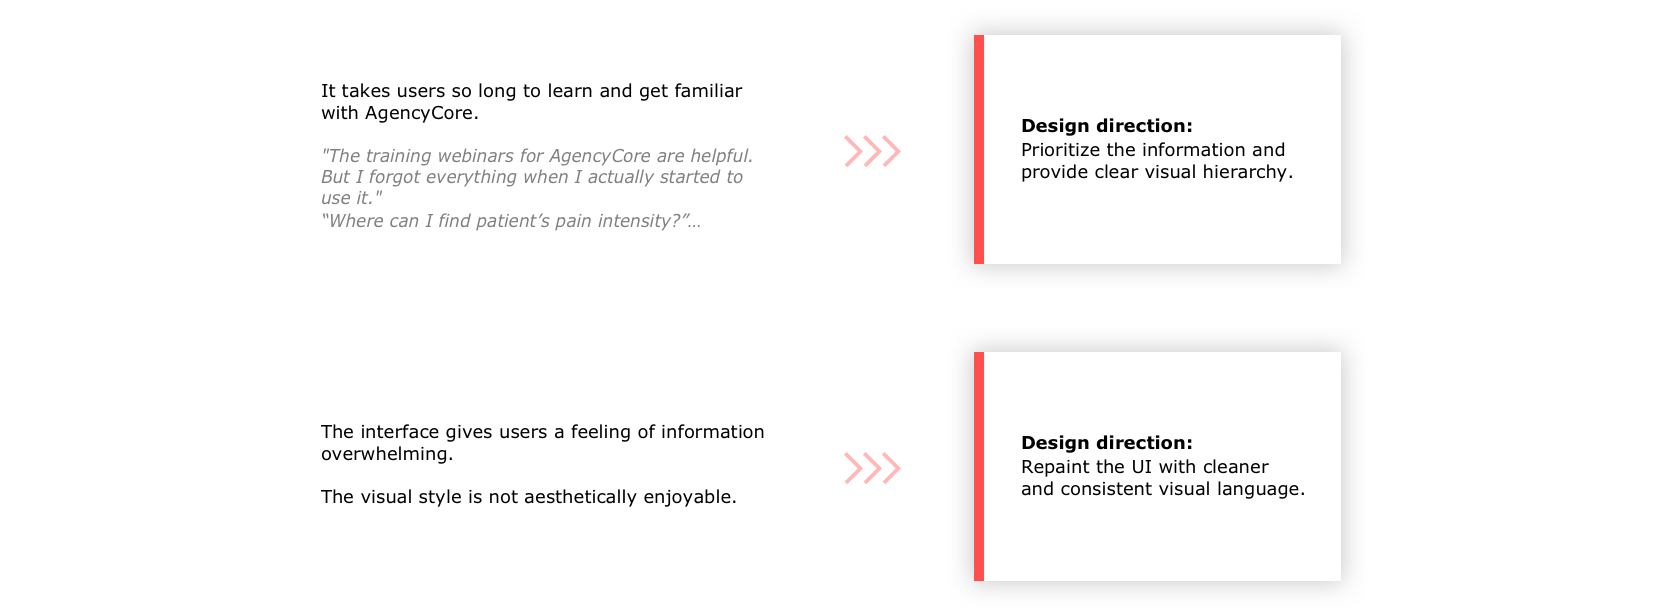 It takes users so long to learn and get familiar
with AgencyCore.
"The training webinars for AgencyCore are helpful.
But I forgot everything when I actually started to
use it."
“Where can I find patient’s pain intensity?”...
Design direction:
Prioritize the information and
provide clear visual hierarchy.
The interface gives users a feeling of information
overwhelming.
The visual style is not aesthetically enjoyable.
Design direction:
Repaint the UI with cleaner
and consistent visual language.